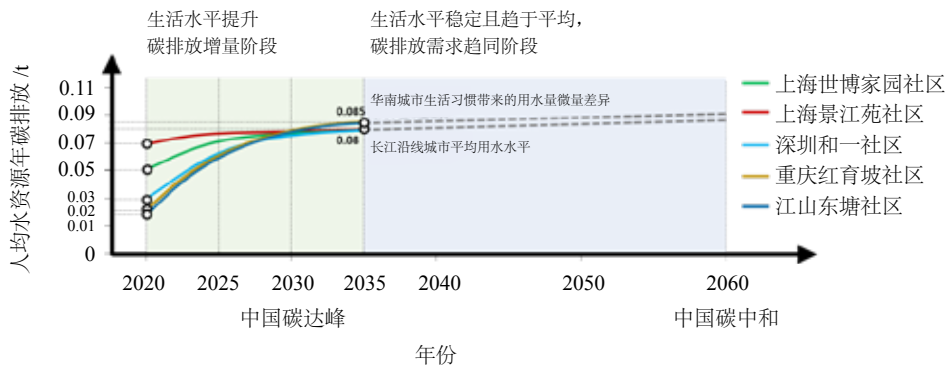 生活水平提升
碳排放增量阶段
生活水平稳定且趋于平均，
碳排放需求趋同阶段
人均水资源年碳排放 /t
0.11
0.09
0.07
0.05
0.03
0.02
0.01
0
0.085
0.08
华南城市生活习惯带来的用水量微量差异
长江沿线城市平均用水水平
上海世博家园社区
上海景江苑社区
深圳和一社区
重庆红育坡社区
江山东塘社区
2020 2025 2030 2035 2040 2050 2060
中国碳达峰 中国碳中和
年份